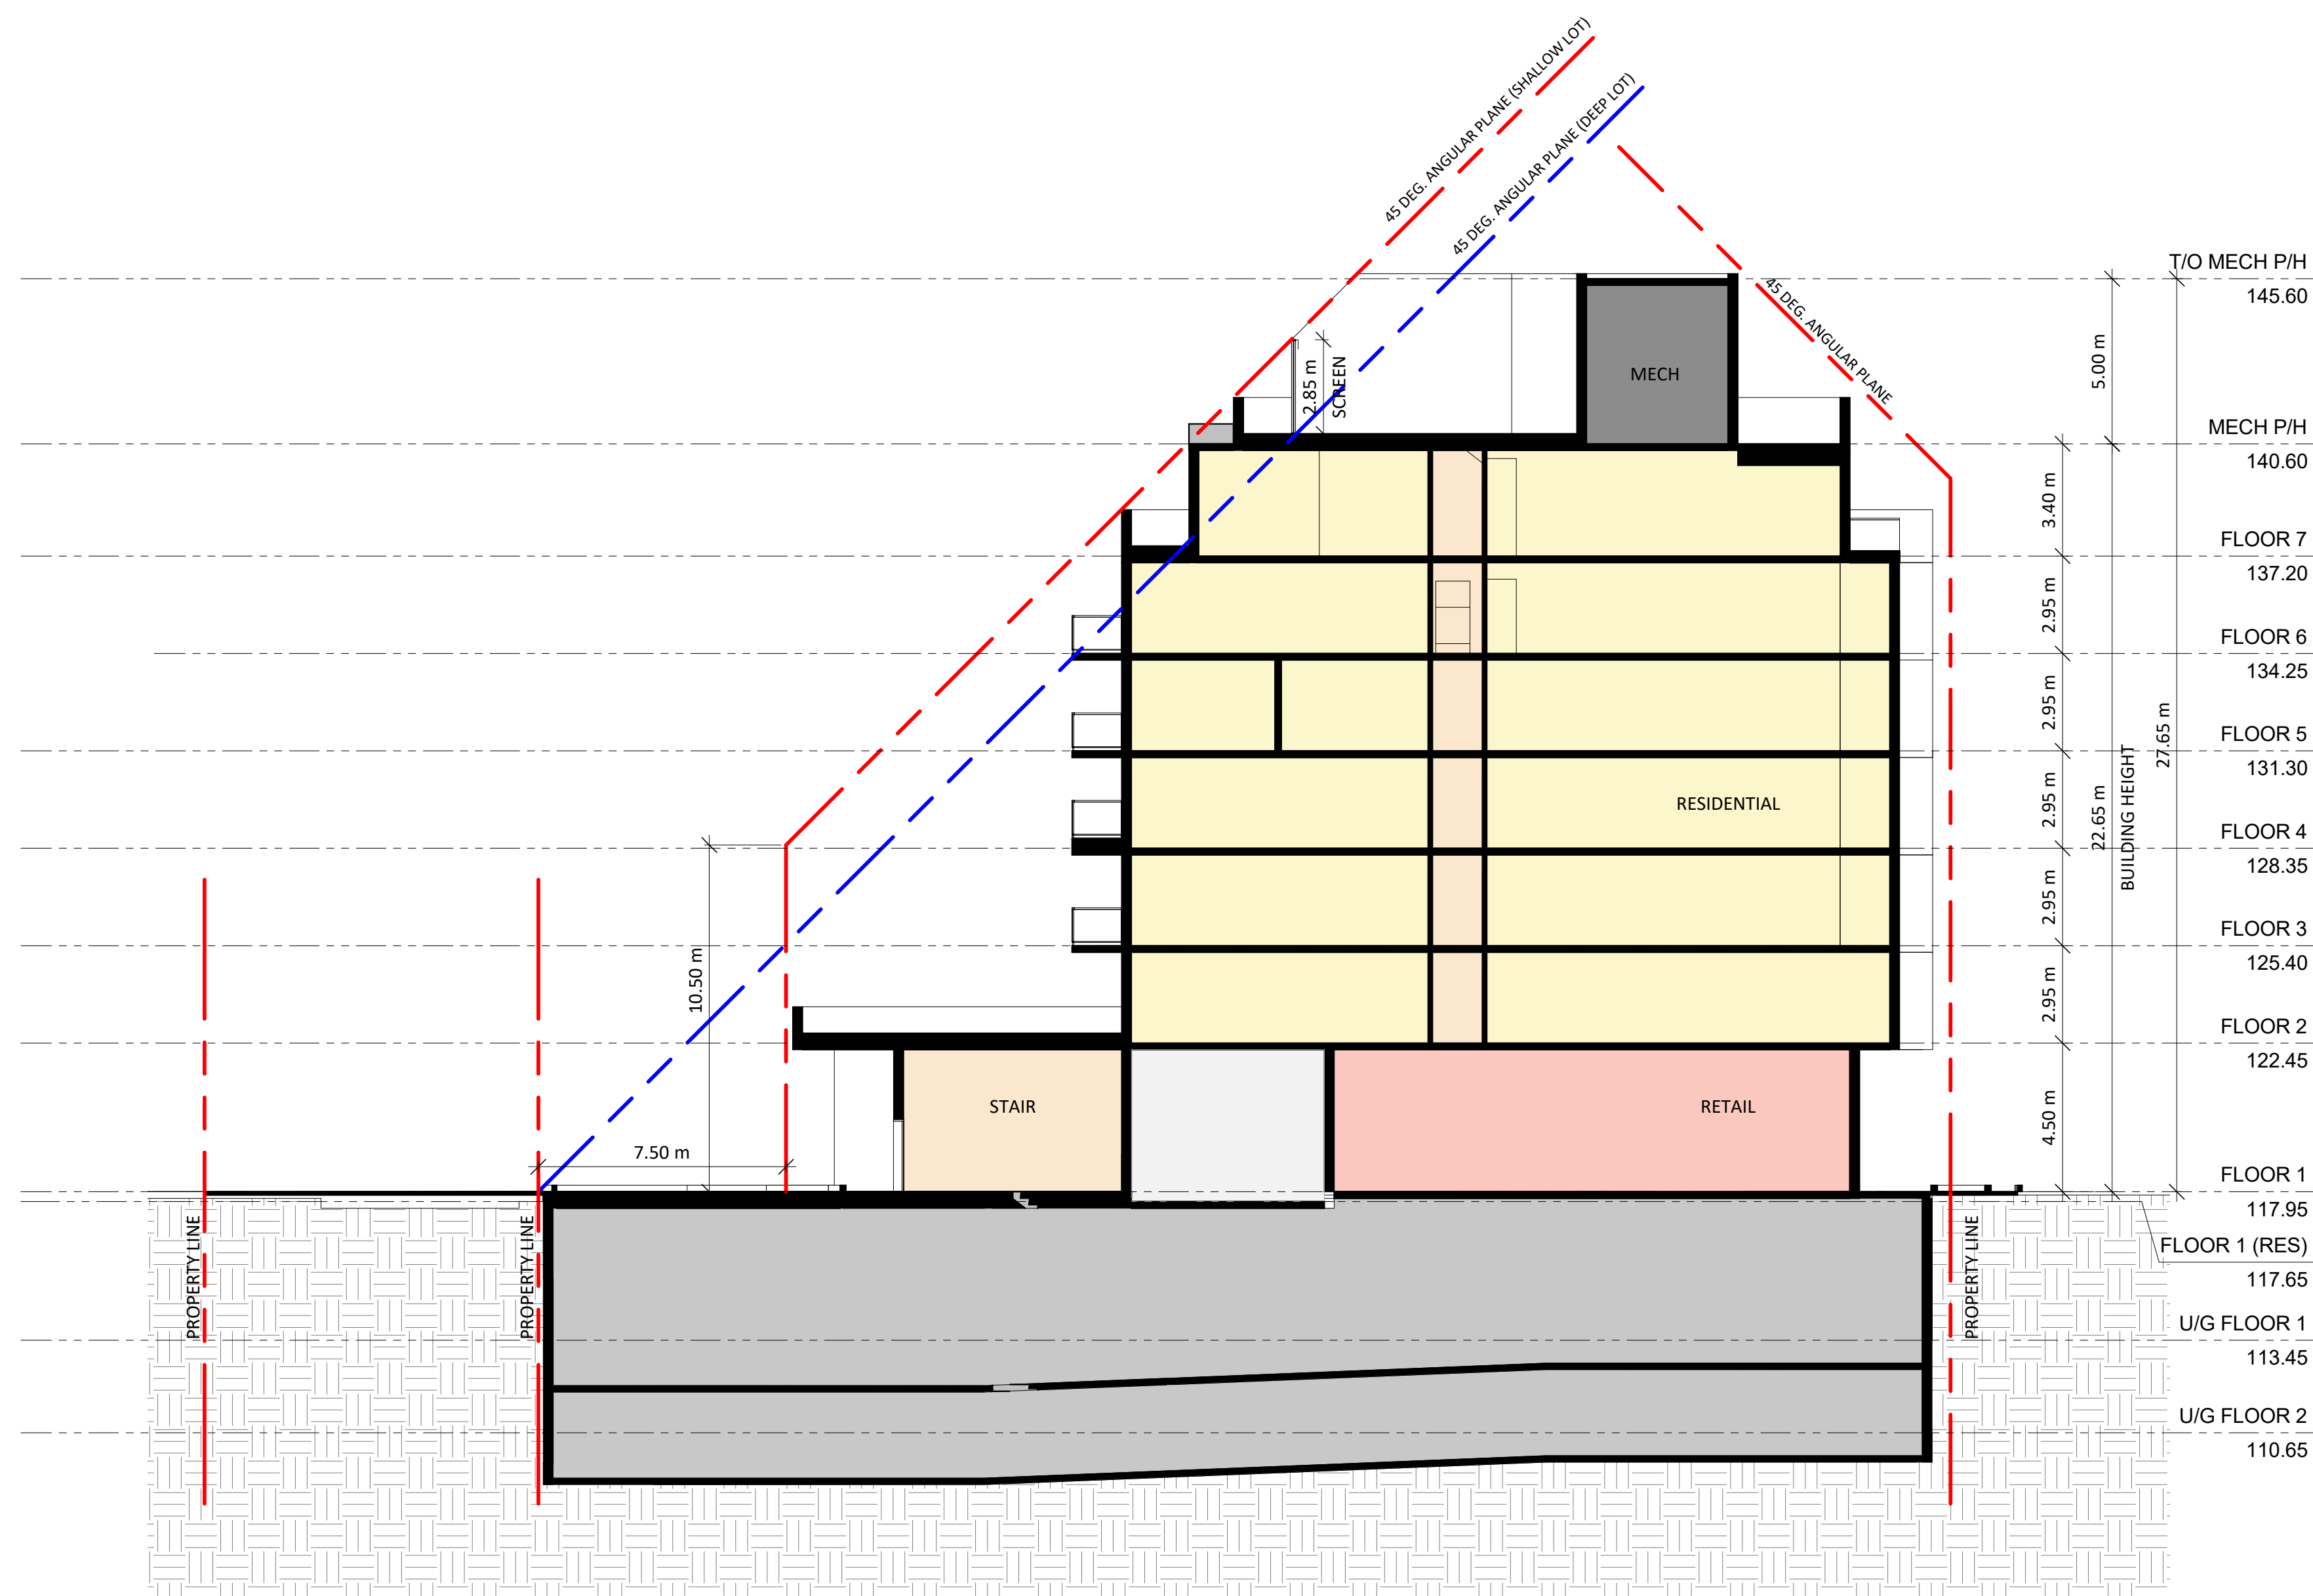 45 DEG. ANGULAR PLANE (SHALLOW LOT)
45 DEG. ANGULAR PLANE (DEEP LOT)
45 DEG. ANGULAR PLANE
T/O MECH P/H
145.60
5.00 m
2.85 m
SCREEN
MECH
MECH P/H
140.60
3.40 m
FLOOR 7
137.20
2.95 m
FLOOR 6
134.25
2.95 m
FLOOR 5
131.30
27.65 m
22.65 m
BUILDING HEIGHT
RESIDENTIAL
2.95 m
FLOOR 4
128.35
2.95 m
FLOOR 3
125.40
10.50 m
2.95 m
FLOOR 2
122.45
STAIR
RETAIL
4.50 m
7.50 m
FLOOR 1
117.95
PROPERTY LINE
PROPERTY LINE
PROPERTY LINE
FLOOR 1 (RES)
117.65
U/G FLOOR 1
113.45
U/G FLOOR 2
110.65